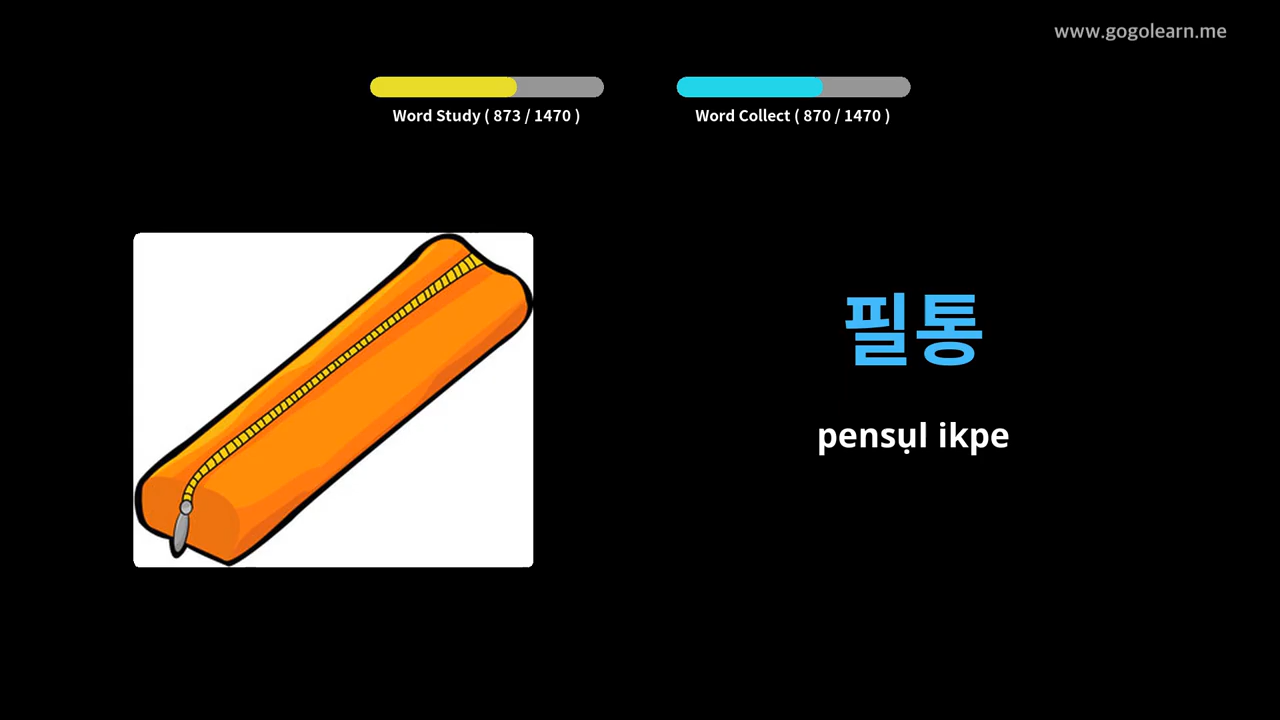 www.gogolearn.me
Word Study ( 873 / 1470 )
Word Collect ( 870 / 1470 )
필통
pensụl ikpe